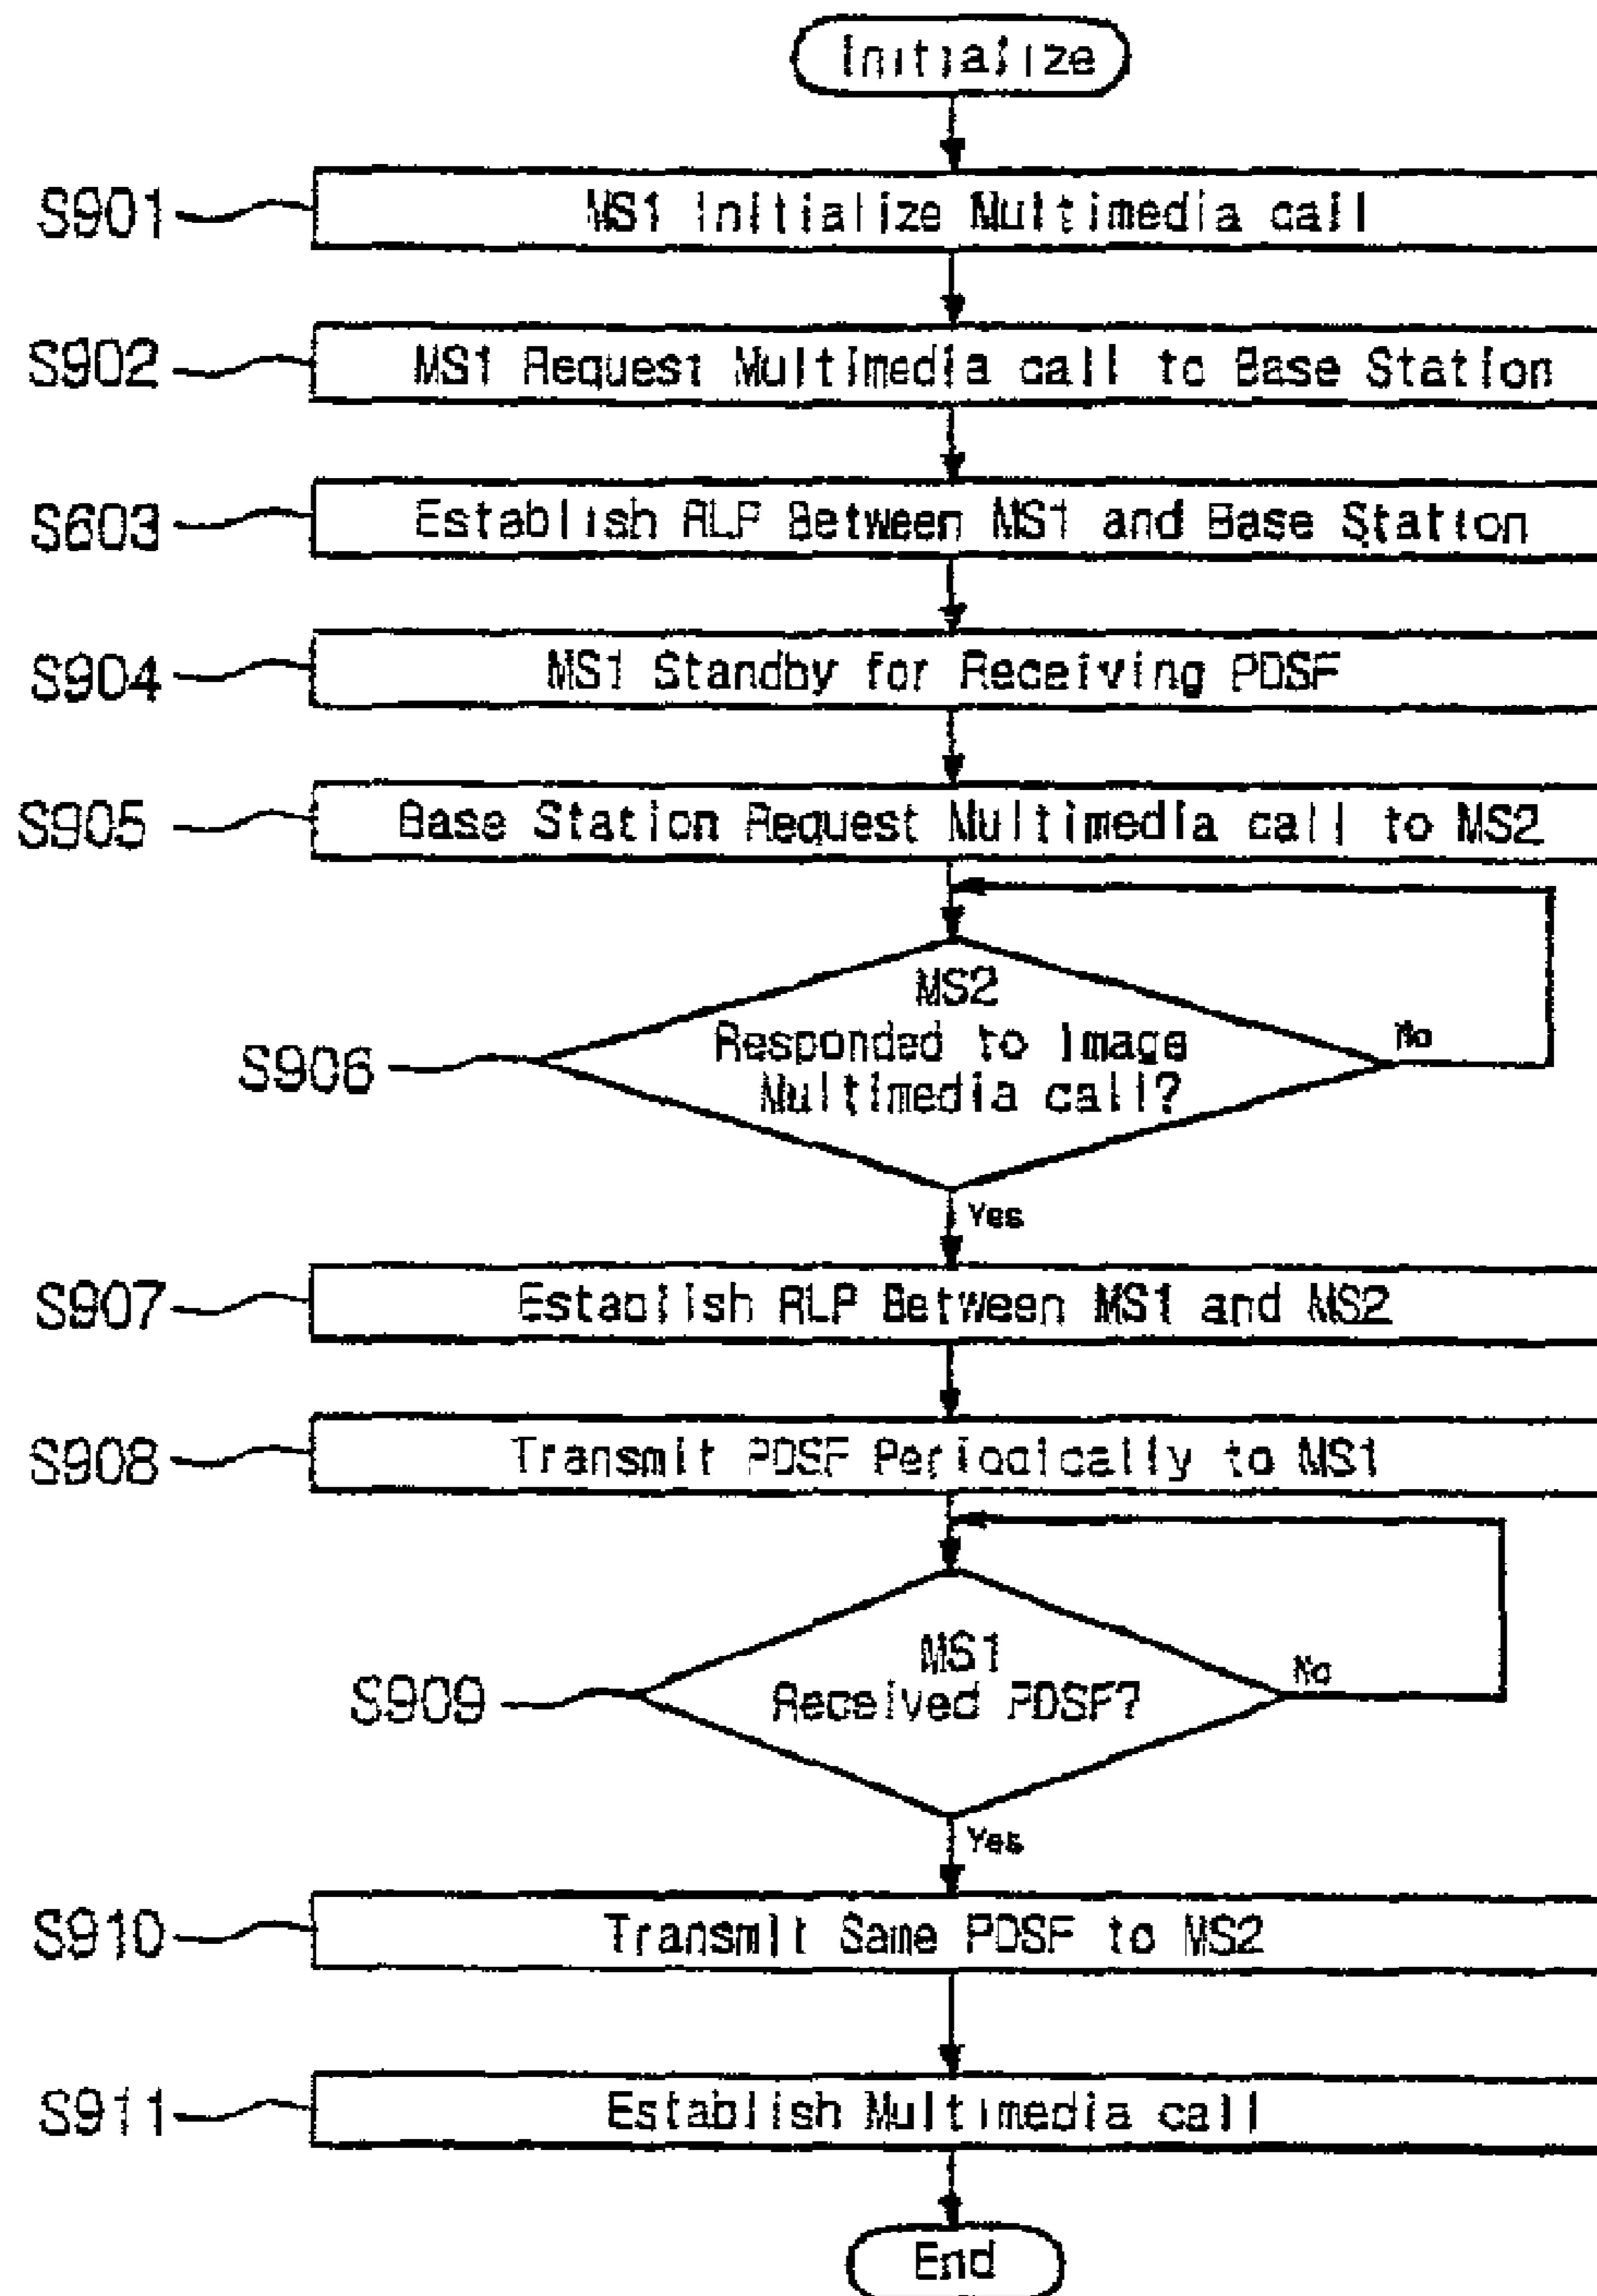 Initialize
S901
MS1 Initialize Multimedia call
S902
MS1 Request Multimedia call to Base Station
S603
Establish RLP Between MS1 and Base Station
S904
MS1 Standby for Receiving PDSF
S905
Base Station Request Multimedia call to MS2
S906
MS2
Responded to Image
Multimedia call?
No
Yes
S907
Establish RLP Between MS1 and MS2
S908
Transmit PDSF Periodically to MS1
S909
MS1
Received PDSF?
No
Yes
S910
Transmit Same PDSF to MS2
S911
Establish Multimedia call
End